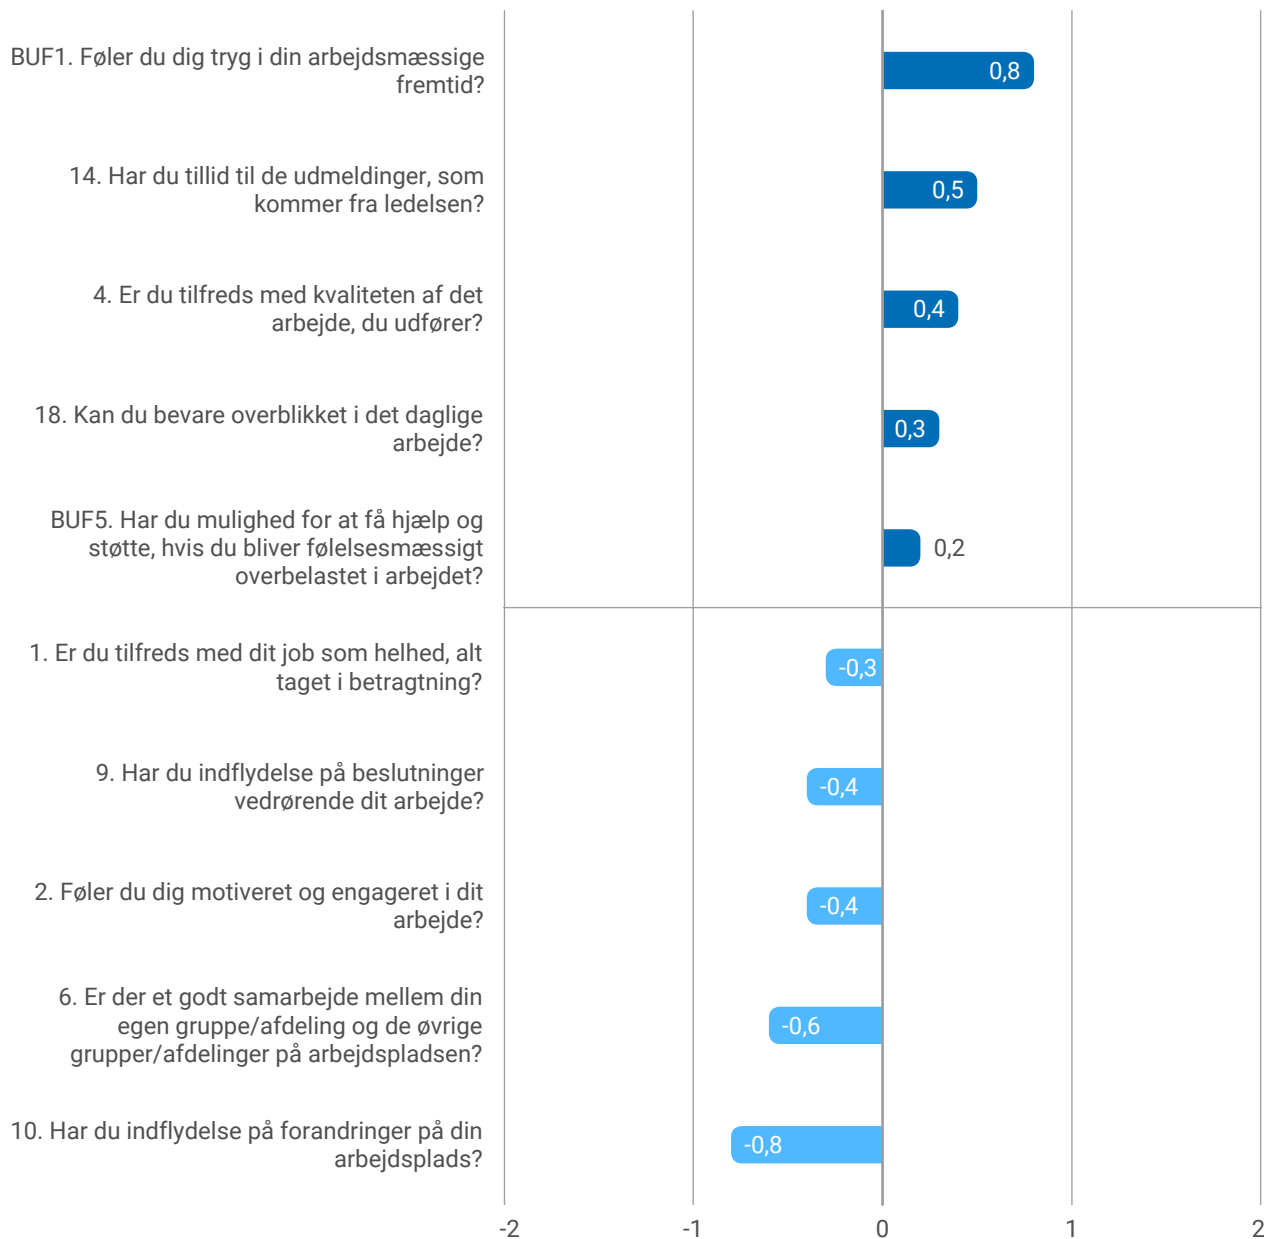 BUF1. Føler du dig tryg i din arbejdsmæssige
fremtid?
0,8
14. Har du tillid til de udmeldinger, som
kommer fra ledelsen?
0,5
4. Er du tilfreds med kvaliteten af det
arbejde, du udfører?
0,4
18. Kan du bevare overblikket i det daglige
arbejde?
0,3
BUF5. Har du mulighed for at få hjælp og
støtte, hvis du bliver følelsesmæssigt
overbelastet i arbejdet?
0,2
1. Er du tilfreds med dit job som helhed, alt
taget i betragtning?
-0,3
9. Har du indflydelse på beslutninger
vedrørende dit arbejde?
-0,4
2. Føler du dig motiveret og engageret i dit
arbejde?
-0,4
6. Er der et godt samarbejde mellem din
egen gruppe/afdeling og de øvrige
grupper/afdelinger på arbejdspladsen?
-0,6
10. Har du indflydelse på forandringer på din
arbejdsplads?
-0,8
-2 -1 0 1 2